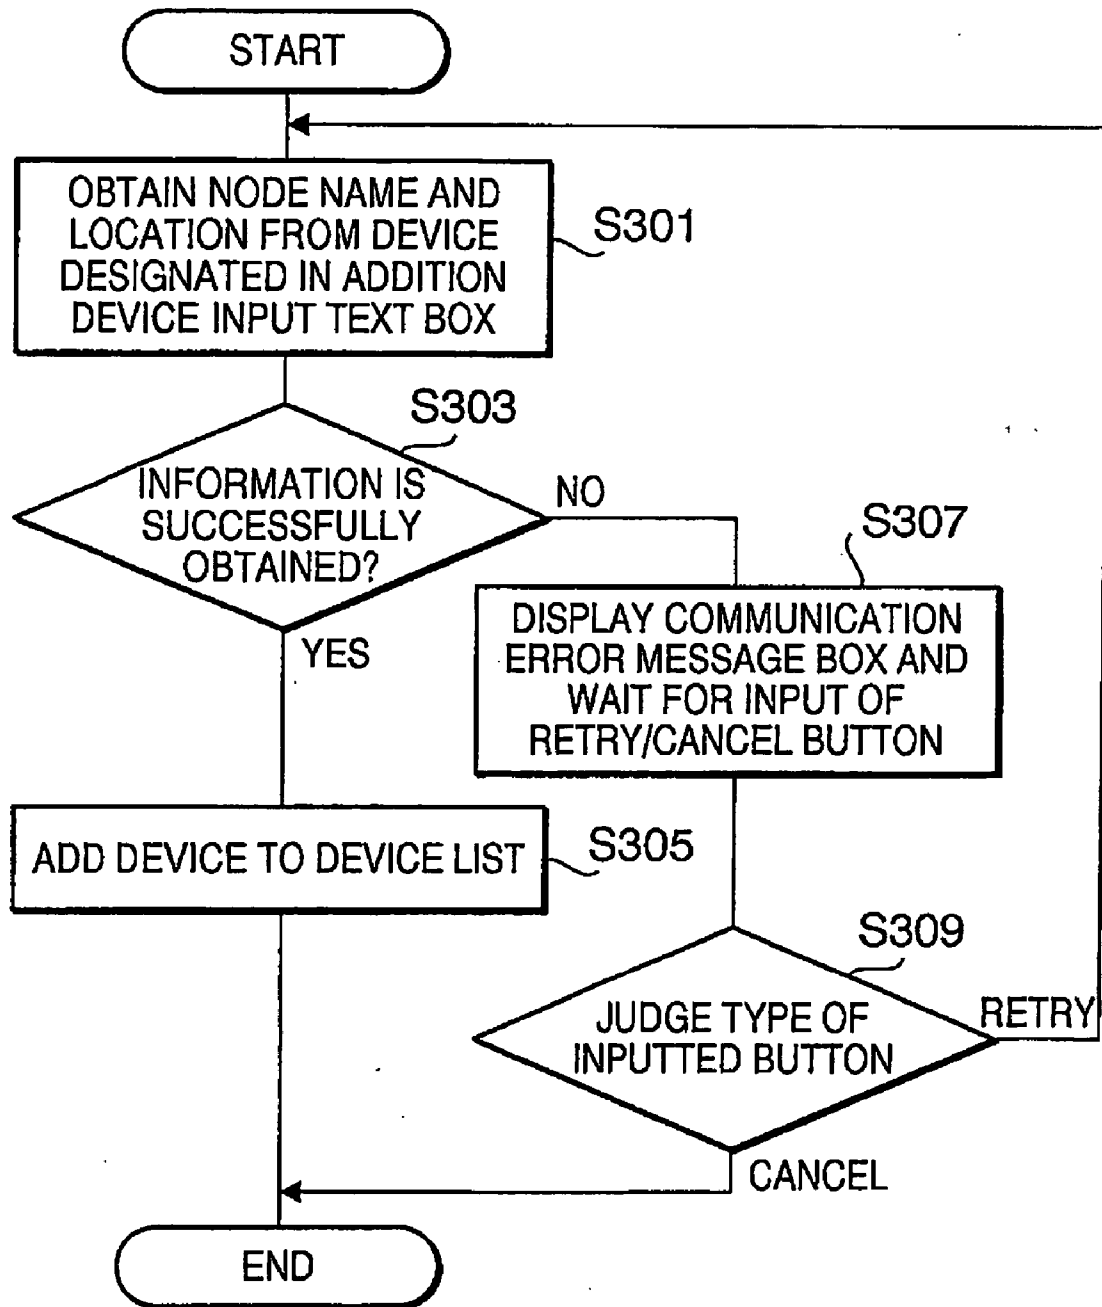 START
OBTAIN NODE NAME AND
LOCATION FROM DEVICE
DESIGNATED IN ADDITION
DEVICE INPUT TEXT BOX
S301
S303
INFORMATION IS
SUCCESSFULLY
OBTAINED?
NO
YES
S307
DISPLAY COMMUNICATION
ERROR MESSAGE BOX AND
WAIT FOR INPUT OF
RETRY/CANCEL BUTTON
ADD DEVICE TO DEVICE LIST
S305
S309
JUDGE TYPE OF
INPUTTED BUTTON
RETRY
CANCEL
END